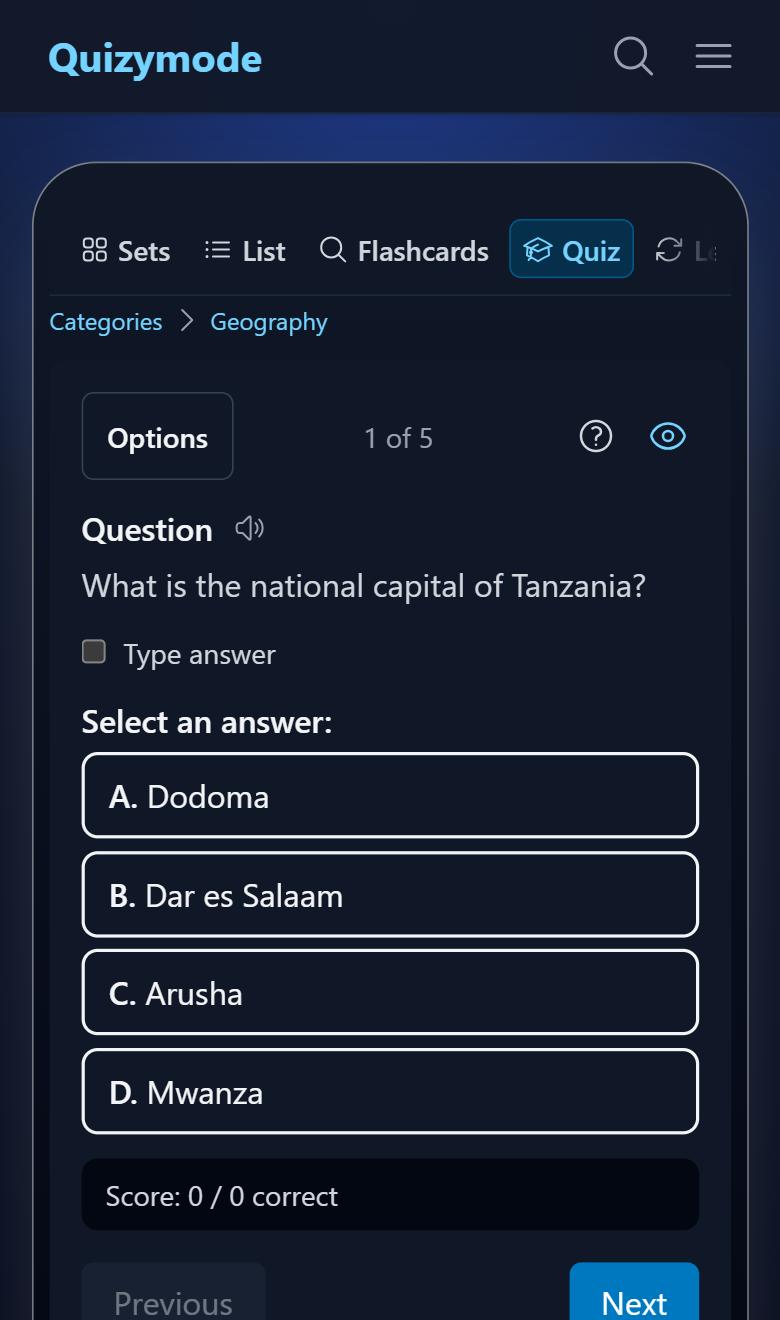 Quizymode
Sets List Flashcards Quiz
Categories > Geography
Options 1 of 5
Question
What is the national capital of Tanzania?
Type answer
Select an answer:
A. Dodoma
B. Dar es Salaam
C. Arusha
D. Mwanza
Score: 0 / 0 correct
Previous Next